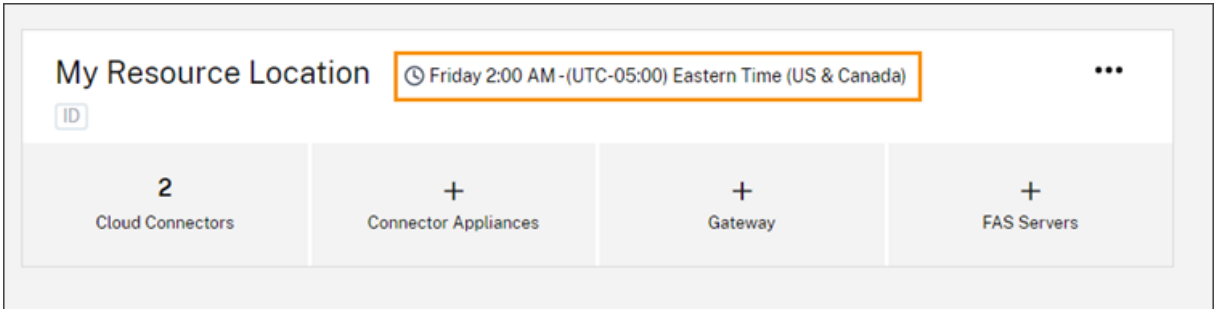 My Resource Location
Friday 2:00 AM -(UTC-05:00) Eastern Time (US & Canada)
•••
ID
2
Cloud Connectors
+
Connector Appliances
+
Gateway
+
FAS Servers